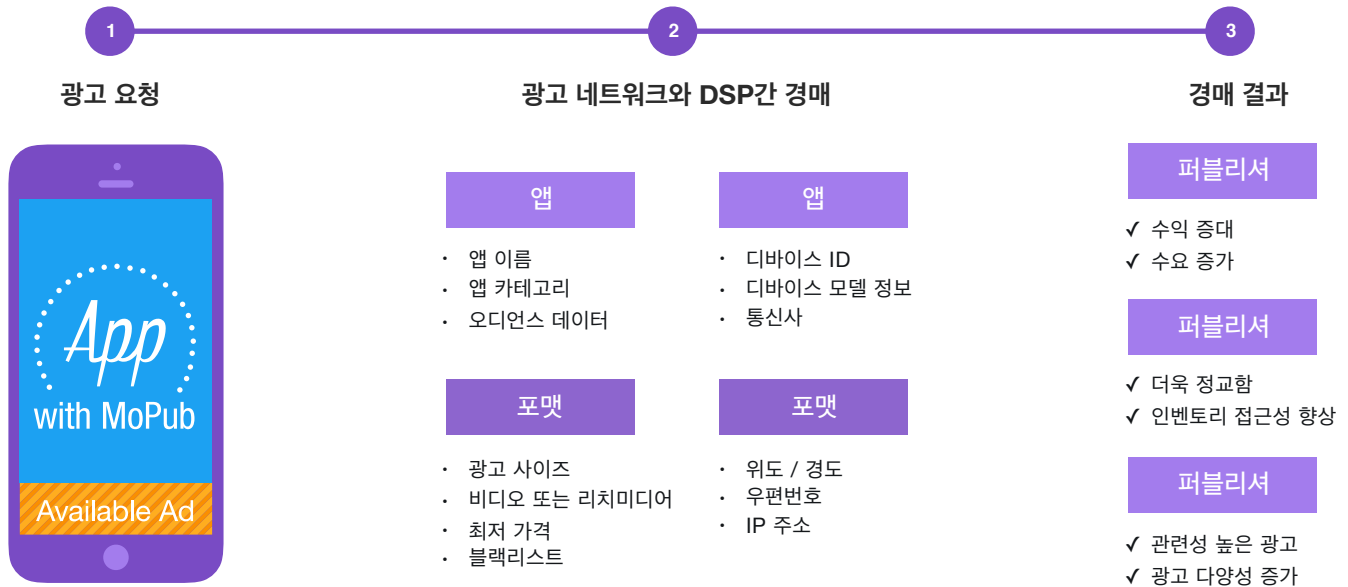 1
2
3
광고 요청
광고 네트워크와 DSP간 경매
경매 결과
App
with MoPub
Available Ad
앱
• 앱 이름
• 앱 카테고리
• 오디언스 데이터
앱
• 디바이스 ID
• 디바이스 모델 정보
• 통신사
포맷
• 광고 사이즈
• 비디오 또는 리치미디어
• 최저 가격
• 블랙리스트
포맷
• 위도 / 경도
• 우편번호
• IP 주소
퍼블리셔
✓ 수익 증대
✓ 수요 증가
퍼블리셔
✓ 더욱 정교함
✓ 인벤토리 접근성 향상
퍼블리셔
✓ 관련성 높은 광고
✓ 광고 다양성 증가